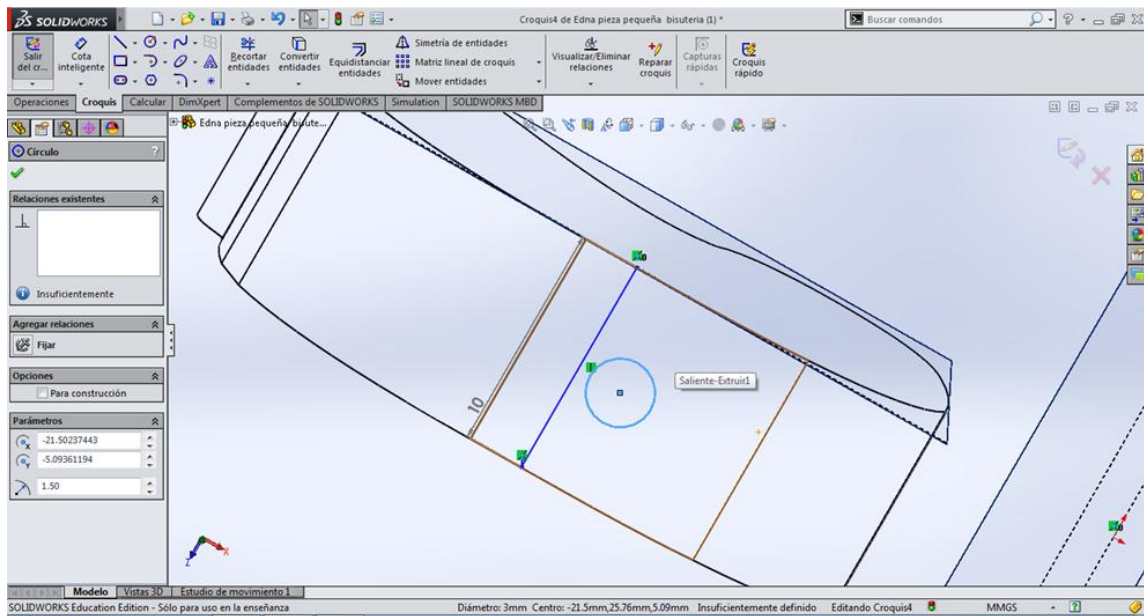 SOLIDWORKS
Croquis4 de Edna pieza pequeña bisuteria (1) *
Buscar comandos
Salir del cr...
Cota inteligente
Recortar entidades
Convertir entidades
Equidistanciar entidades
Simetría de entidades
Matriz lineal de croquis
Mover entidades
Visualizar/Eliminar relaciones
Reparar croquis
Capturas rápidas
Croquis rápido
Operaciones
Croquis
Calcular
DimXpert
Complementos de SOLIDWORKS
Simulation
SOLIDWORKS MBD
Edna pieza pequeña bisute...
Círculo
?
Relaciones existentes
Insuficientemente
Agregar relaciones
Fijar
Opciones
Para construcción
Parámetros
-21.50237443
-5.09361194
1.50
10
Saliente-Extruir1
X
Z
Modelo
Vistas 3D
Estudio de movimiento 1
SOLIDWORKS Education Edition - Sólo para uso en la enseñanza
Diámetro: 3mm Centro: -21.5mm,25.76mm,5.09mm
Insuficientemente definido
Editando Croquis4
MMGS